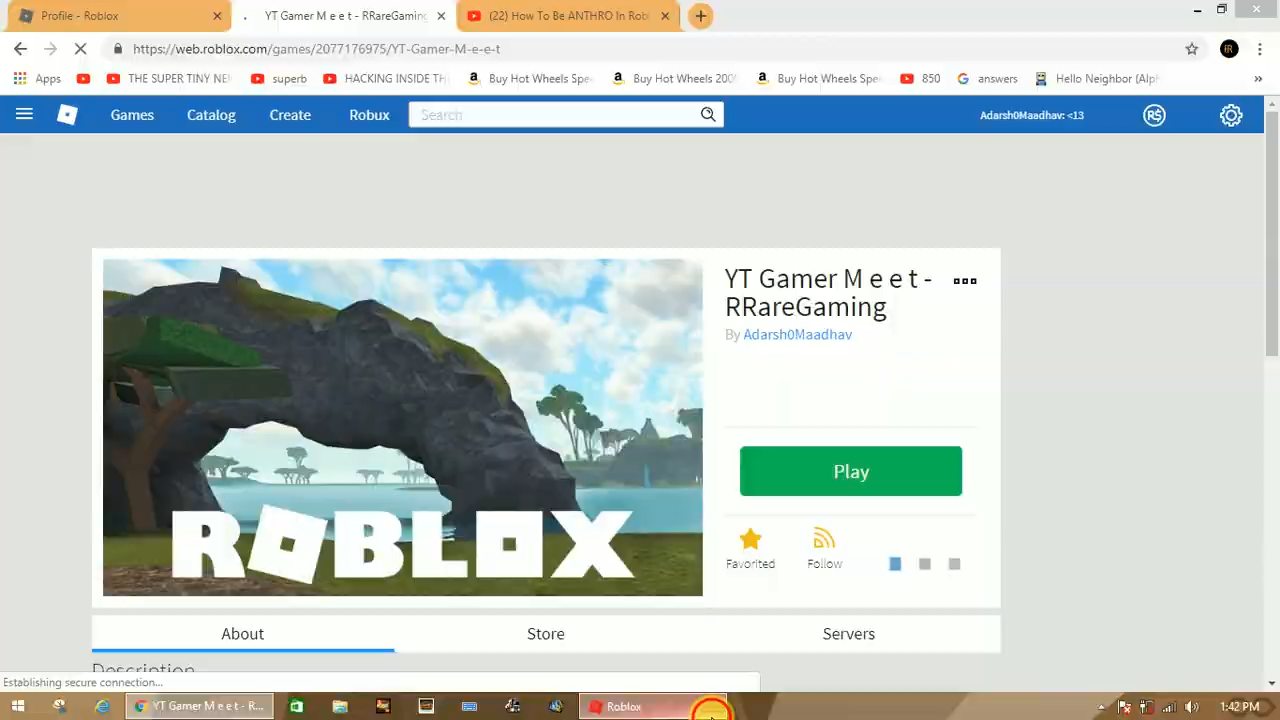 Profile - Roblox
YT Gamer M e e t - RRareGaming
(22) How To Be ANTHRO In Robl
https://web.roblox.com/games/2077176975/YT-Gamer-M-e-e-t
Apps
THE SUPER TINY NE
superb
HACKING INSIDE TH
Buy Hot Wheels Spe
Buy Hot Wheels 200
Buy Hot Wheels Spe
850
answers
Hello Neighbor (Alph
Games
Catalog
Create
Robux
Search
Adarsh0Maadhav: <13
YT Gamer M e e t -
RRareGaming
By Adarsh0Maadhav
Play
ROBLOX
Favorited
Follow
About
Store
Servers
Description
Establishing secure connection...
YT Gamer M e e t - R...
Roblox
1:42 PM